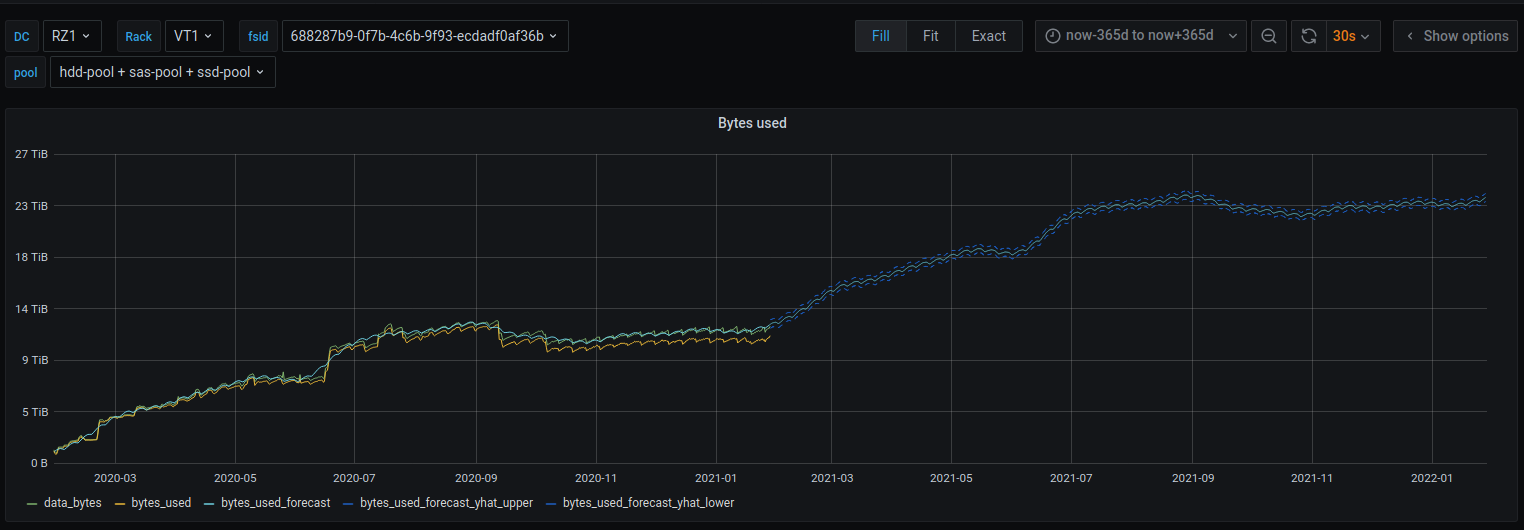 DC RZ1 Rack VT1 fsid 688287b9-0f7b-4c6b-9f93-ecdadf0af36b Fill Fit Exact now-365d to now+365d 30s Show options
pool hdd-pool + sas-pool + ssd-pool
Bytes used
27 TiB
23 TiB
18 TiB
14 TiB
9 TiB
5 TiB
0 B
2020-03 2020-05 2020-07 2020-09 2020-11 2021-01 2021-03 2021-05 2021-07 2021-09 2021-11 2022-01
data_bytes bytes_used bytes_used_forecast bytes_used_forecast_yhat_upper bytes_used_forecast_yhat_lower